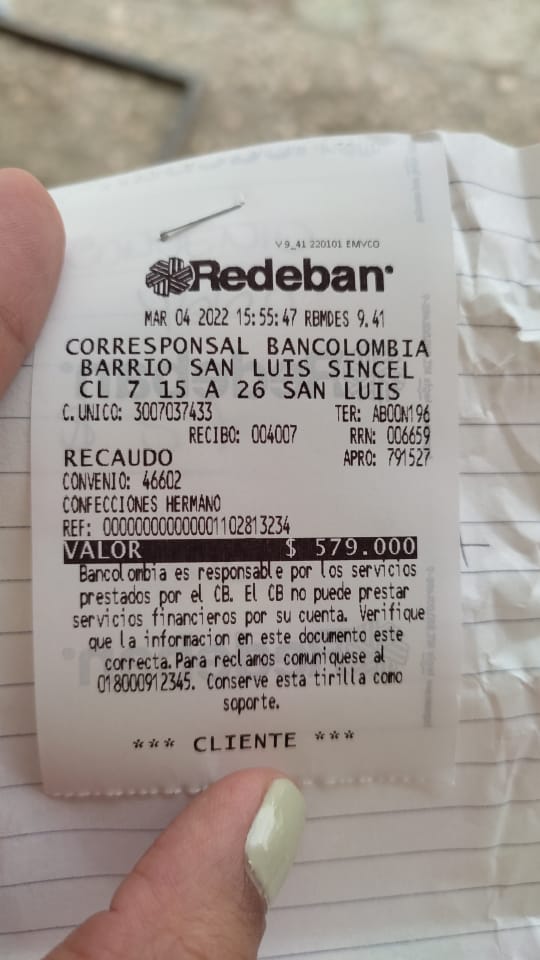 V 9_41 220101 EMVCO
Redeban
MAR 04 2022 15:55:47 RBMDES 9.41
CORRESPONSAL BANCOLOMBIA
BARRIO SAN LUIS SINCEL
CL 7 15 A 26 SAN LUIS
C.UNICO: 3007037433 TER: AB00N196
RECIBO: 004007 RRN: 006659
RECAUDO APRO: 791527
CONVENIO: 46602
CONFECCIONES HERMANO
REF: 00000000000001102813234
VALOR $ 579.000
Bancolombia es responsable por los servicios
prestados por el CB. El CB no puede prestar
servicios financieros por su cuenta. Verifique
que la informacion en este documento este
correcta.Para reclamos comuniquese al
018000912345. Conserve esta tirilla como
soporte.
*** CLIENTE ***